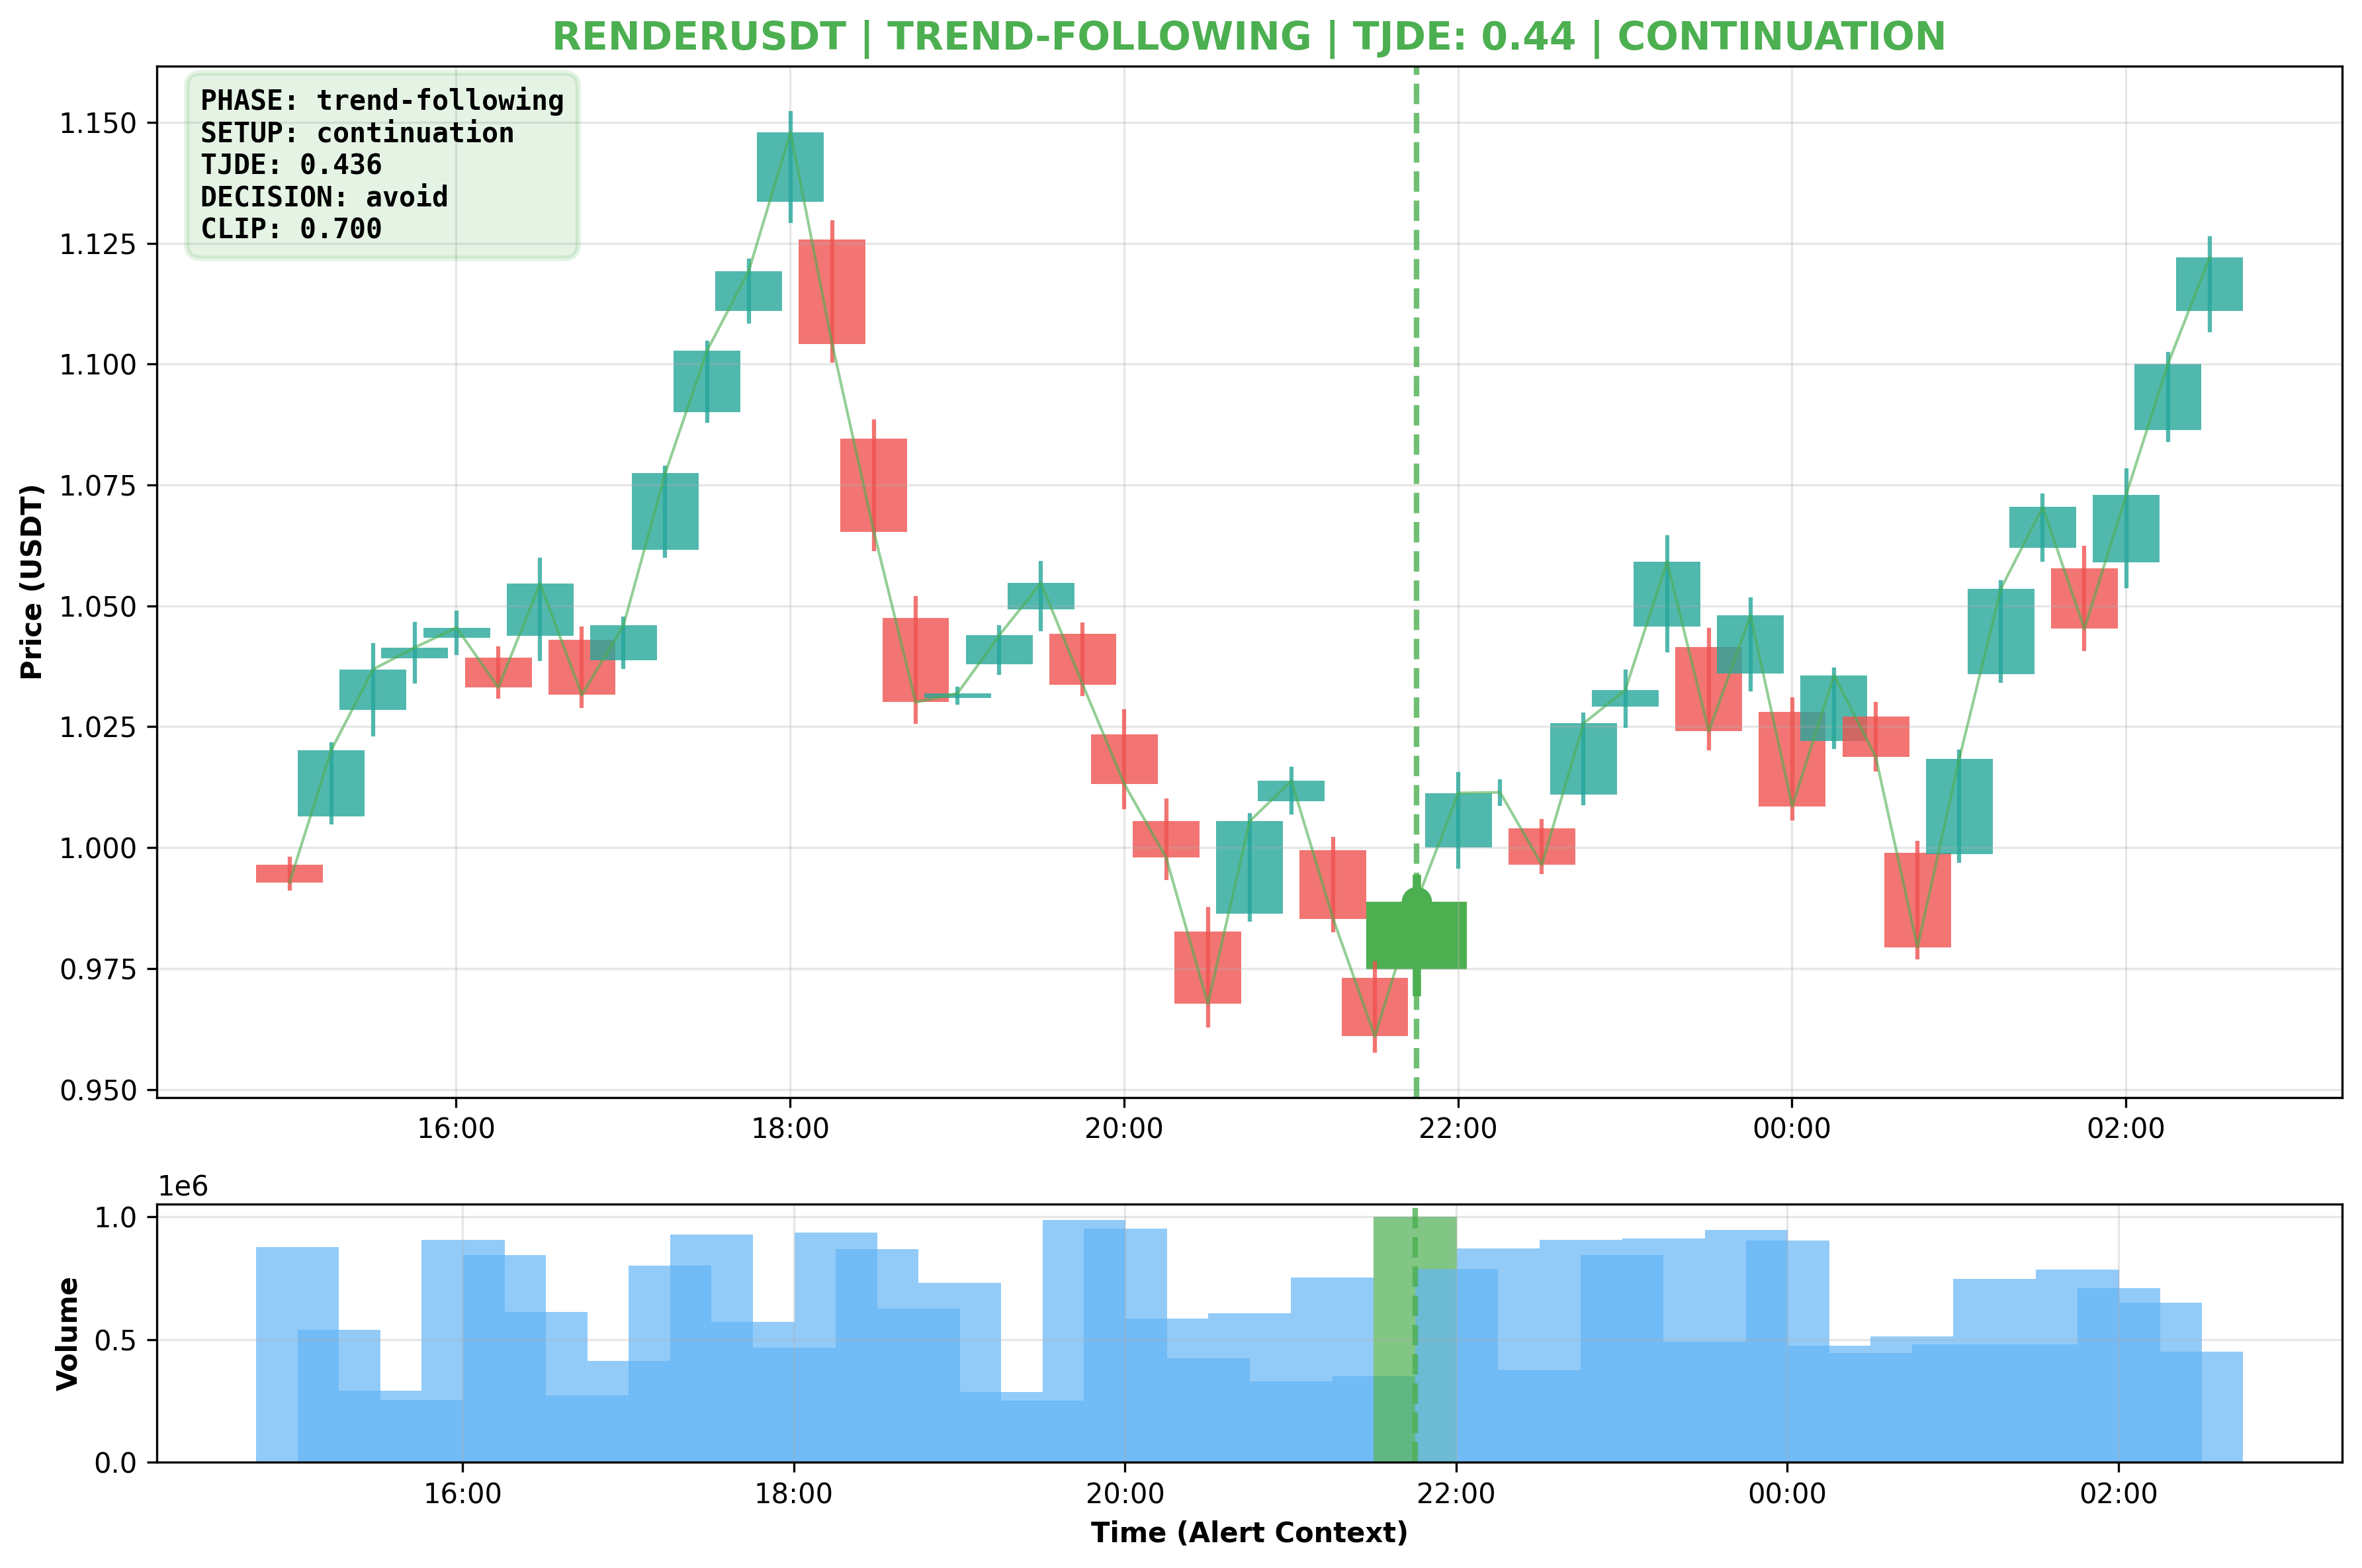 RENDERUSDT | TREND-FOLLOWING | TJDE: 0.44 | CONTINUATION
PHASE: trend-following
SETUP: continuation
TJDE: 0.436
DECISION: avoid
CLIP: 0.700
Price (USDT)
1.150
1.125
1.100
1.075
1.050
1.025
1.000
0.975
0.950
16:00 18:00 20:00 22:00 00:00 02:00
1e6
Volume
1.0
0.5
0.0
16:00 18:00 20:00 22:00 00:00 02:00
Time (Alert Context)